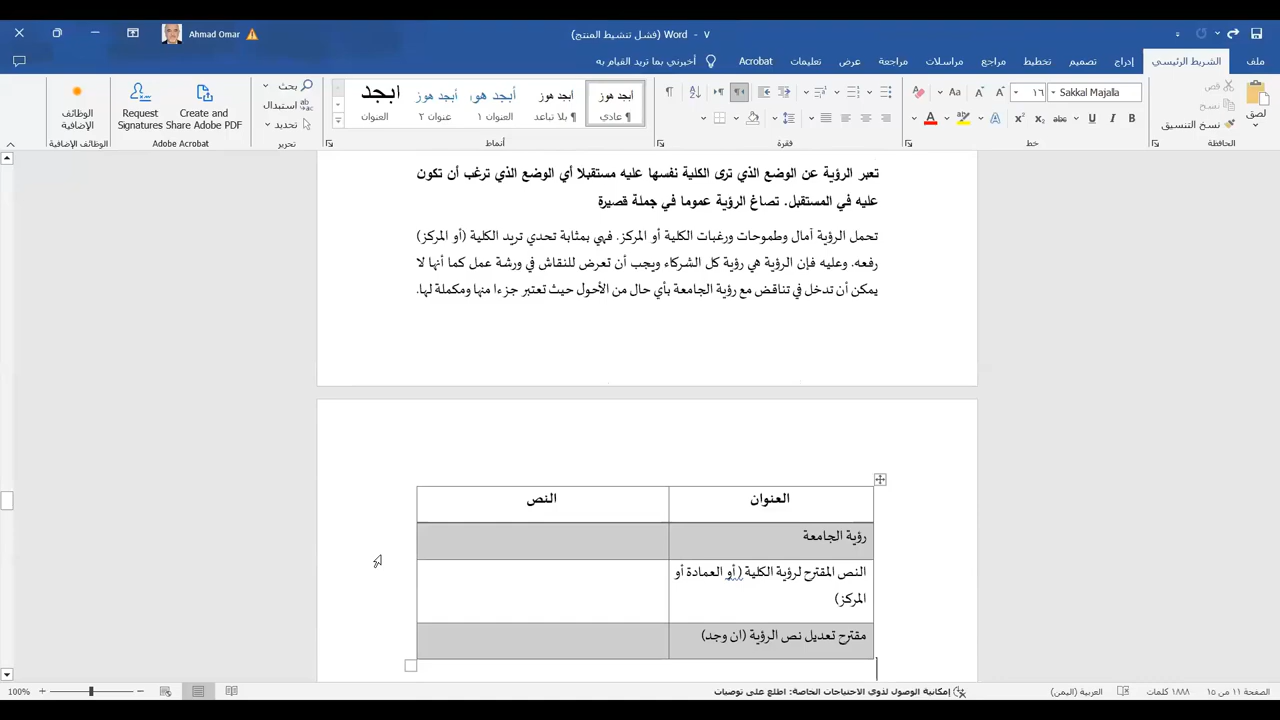 Word (فشل تنشيط المنتج) -
Ahmad Omar
ملف
الشريط الرئيسي
إدراج
تصميم
تخطيط
مراجع
مراسلات
مراجعة
عرض
تعليمات
Acrobat
أخبرني بما تريد القيام به
لصق
قص
نسخ
نسخ التنسيق
الحافظة
Sakkal Majala
١٦
خط
فقرة
أبجد هوز
عادي
أبجد هوز
بلا تباعد
أبجد هو
العنوان ١
أبجد هوز
عنوان ٢
ابجد
العنوان
أنماط
بحث
استبدال
تحديد
تحرير
Create and Share Adobe PDF
Request Signatures
Adobe Acrobat
الوظائف الإضافية
الوظائف الإضافية
تعبر الرؤية عن الوضع الذي ترى الكلية نفسها عليه مستقبلا أي الوضع الذي ترغب أن تكون
عليه في المستقبل. تصاغ الرؤية عموما في جملة قصيرة
تحمل الرؤية آمال وطموحات ورغبات الكلية أو المركز. فهي بمثابة تحدي تريد الكلية (أو المركز)
رفعه. وعليه فإن الرؤية هي رؤية كل الشركاء ويجب أن تعرض للنقاش في ورشة عمل كما أنها لا
يمكن أن تدخل في تناقض مع رؤية الجامعة بأي حال من الأحول حيث تعتبر جزءا منها ومكملة لها.
العنوان النص
رؤية الجامعة
النص المقترح لرؤية الكلية (أو العمادة أو
المركز)
مقترح تعديل نص الرؤية (ان وجد)
الصفحة ١١ من ١٥ ١٨٨٨ كلمات العربية (اليمن) إمكانية الوصول لذوي الاحتياجات الخاصة: اطلع على توصيات 100%